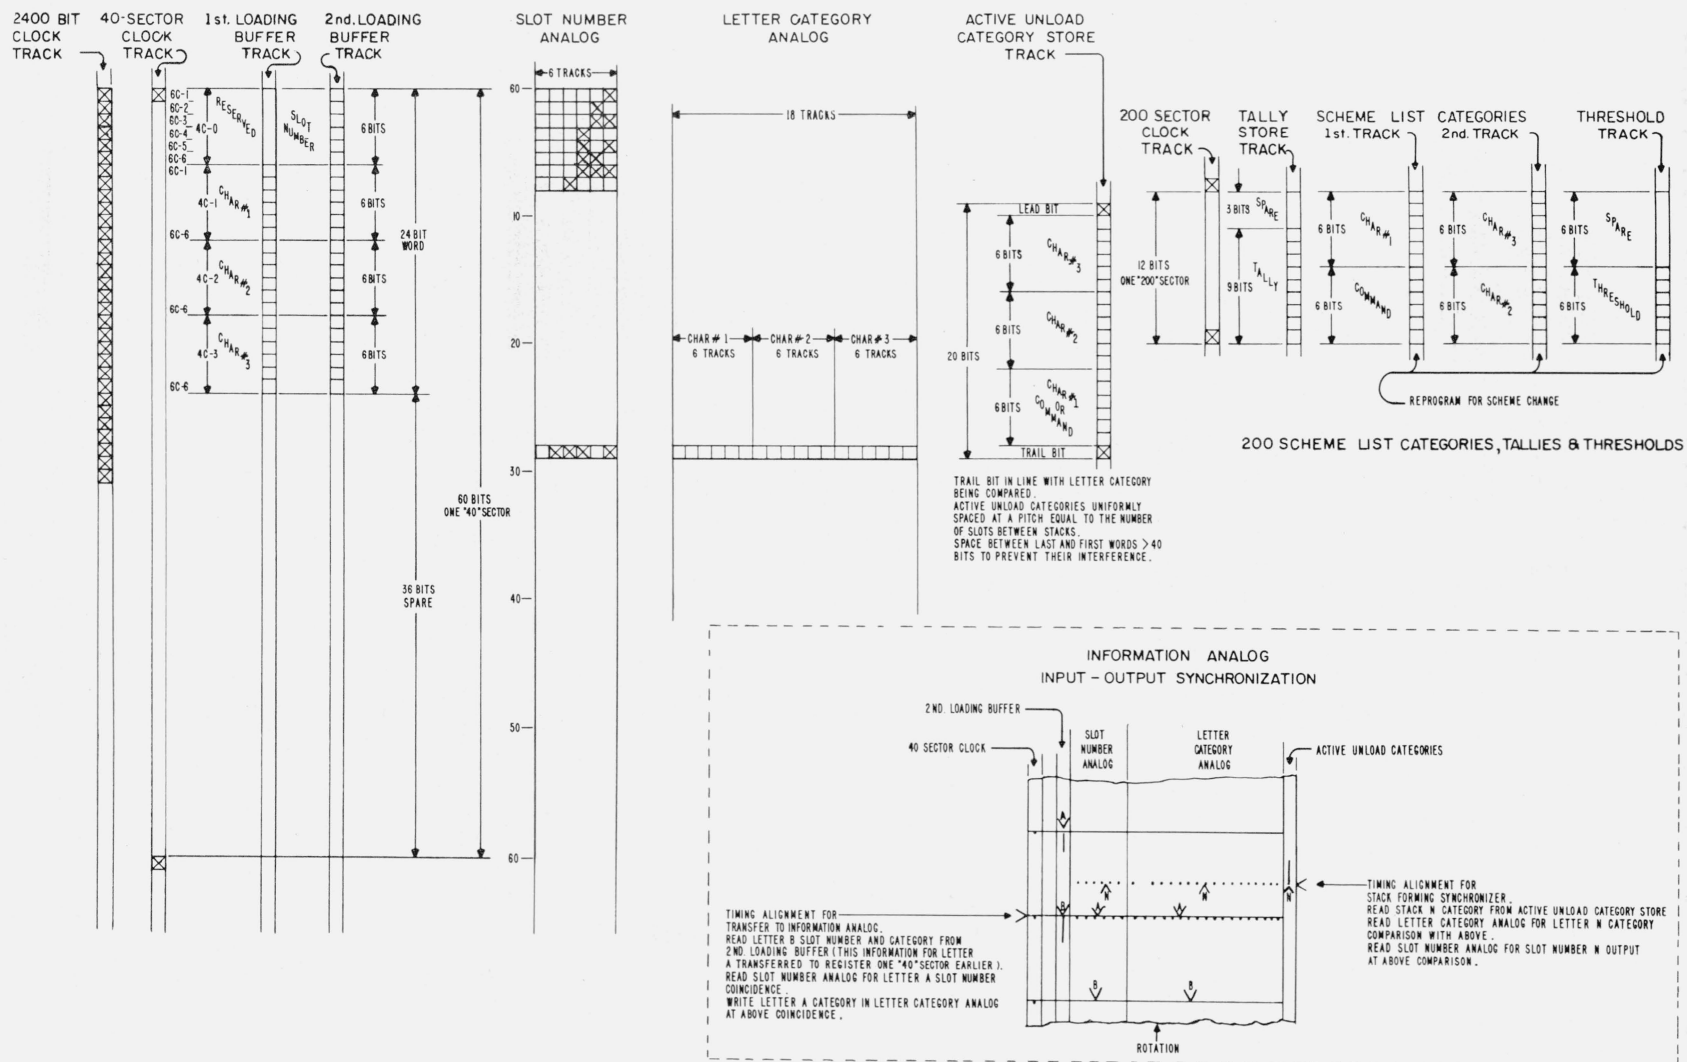 2400 BIT
CLOCK
TRACK
40-SECTOR
CLOCK
TRACK
1st. LOADING
BUFFER
TRACK
2nd. LOADING
BUFFER
TRACK
SLOT NUMBER
ANALOG
LETTER CATEGORY
ANALOG
ACTIVE UNLOAD
CATEGORY STORE
TRACK
200 SECTOR
CLOCK
TRACK
TALLY
STORE
TRACK
SCHEME LIST CATEGORIES
1st. TRACK
2nd. TRACK
THRESHOLD
TRACK
6C-1
6C-2
6C-3
6C-4
6C-5
6C-6
6C-1
6C-6
6C-6
6C-6
4C-0
4C-1
4C-2
4C-3
RESERVED
CHAR#1
CHAR#2
CHAR#3
SLOT
NUMBER
6 BITS
6 BITS
6 BITS
6 BITS
24 BIT
WORD
36 BITS
SPARE
60 BITS
ONE "40" SECTOR
6 TRACKS
60
10
20
30
40
50
60
18 TRACKS
CHAR # 1
6 TRACKS
CHAR # 2
6 TRACKS
CHAR # 3
6 TRACKS
LEAD BIT
6 BITS
CHAR#3
6 BITS
CHAR#2
20 BITS
6 BITS
CHAR#1
OR
COMMAND
TRAIL BIT
TRAIL BIT IN LINE WITH LETTER CATEGORY
BEING COMPARED.
ACTIVE UNLOAD CATEGORIES UNIFORMLY
SPACED AT A PITCH EQUAL TO THE NUMBER
OF SLOTS BETWEEN STACKS.
SPACE BETWEEN LAST AND FIRST WORDS > 40
BITS TO PREVENT THEIR INTERFERENCE.
12 BITS
ONE "200" SECTOR
3 BITS
SPARE
9 BITS
TALLY
6 BITS
CHAR#1
6 BITS
COMMAND
6 BITS
CHAR#3
6 BITS
CHAR#2
6 BITS
SPARE
6 BITS
THRESHOLD
REPROGRAM FOR SCHEME CHANGE
200 SCHEME LIST CATEGORIES, TALLIES & THRESHOLDS
INFORMATION ANALOG
INPUT - OUTPUT SYNCHRONIZATION
2ND. LOADING BUFFER
40 SECTOR CLOCK
SLOT
NUMBER
ANALOG
LETTER
CATEGORY
ANALOG
ACTIVE UNLOAD CATEGORIES
A
N
N
N
B
A
A
B
B
ROTATION
TIMING ALIGNMENT FOR
TRANSFER TO INFORMATION ANALOG.
READ LETTER B SLOT NUMBER AND CATEGORY FROM
2ND. LOADING BUFFER (THIS INFORMATION FOR LETTER
A TRANSFERRED TO REGISTER ONE "40" SECTOR EARLIER).
READ SLOT NUMBER ANALOG FOR LETTER A SLOT NUMBER
COINCIDENCE.
WRITE LETTER A CATEGORY IN LETTER CATEGORY ANALOG
AT ABOVE COINCIDENCE.
TIMING ALIGNMENT FOR
STACK FORMING SYNCHRONIZER.
READ STACK N CATEGORY FROM ACTIVE UNLOAD CATEGORY STORE
READ LETTER CATEGORY ANALOG FOR LETTER N CATEGORY
COMPARISON WITH ABOVE.
READ SLOT NUMBER ANALOG FOR SLOT NUMBER N OUTPUT
AT ABOVE COMPARISON.